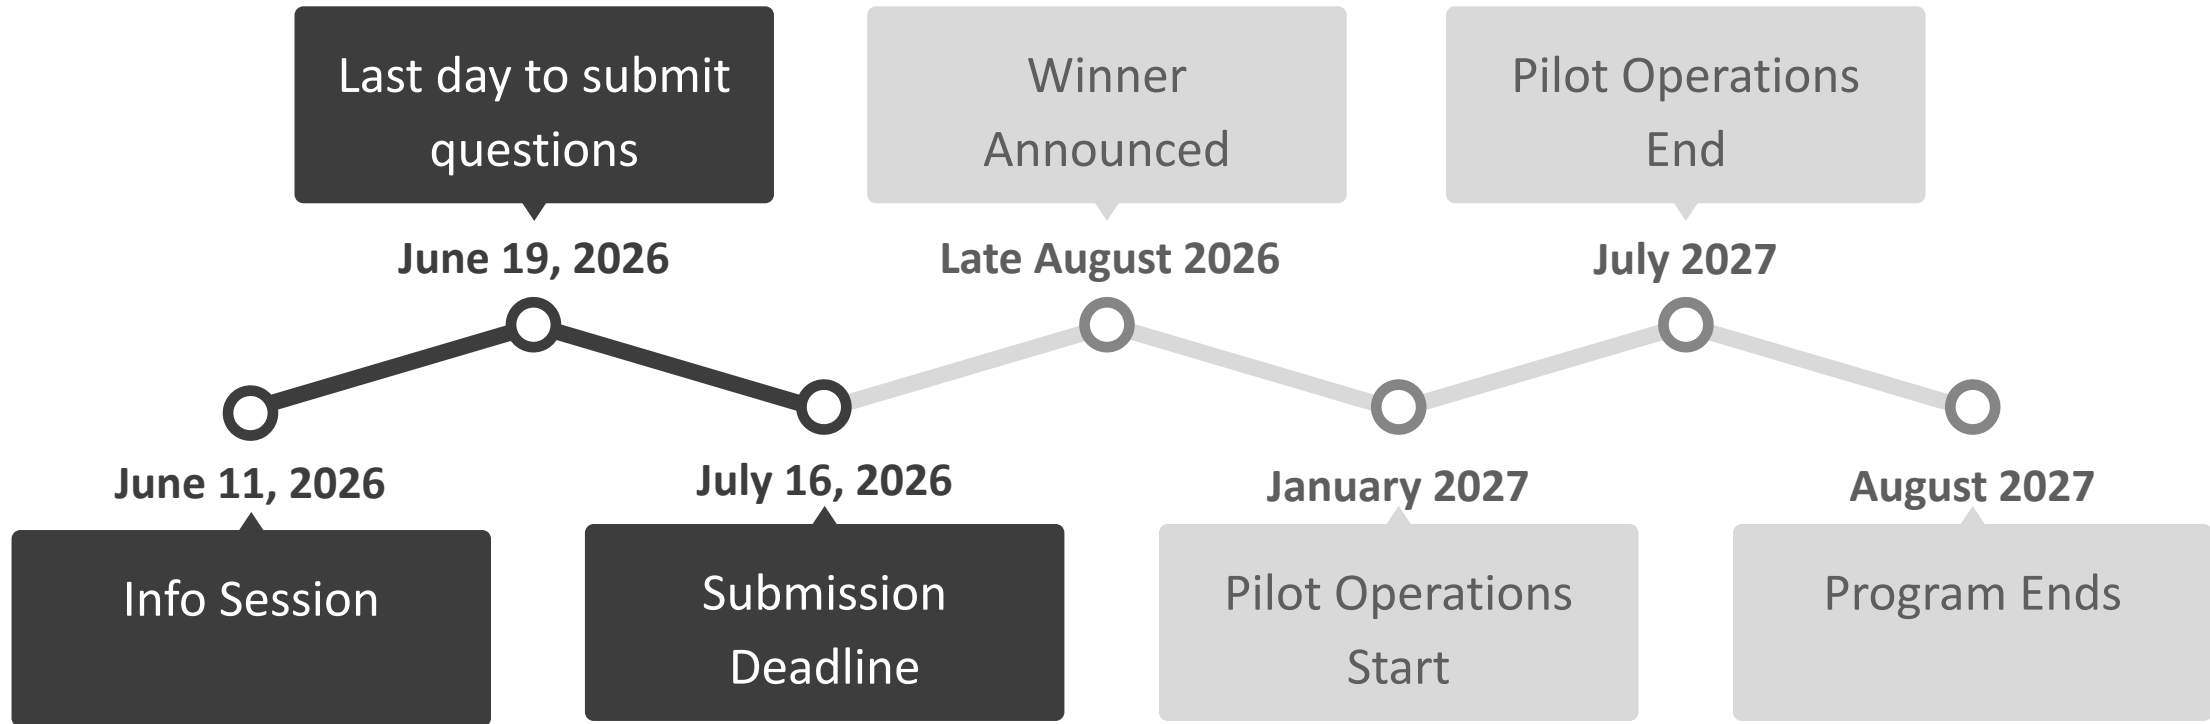 Last day to submit
questions
June 19, 2026
Winner
Announced
Late August 2026
Pilot Operations
End
July 2027
June 11, 2026
Info Session
July 16, 2026
Submission
Deadline
January 2027
Pilot Operations
Start
August 2027
Program Ends